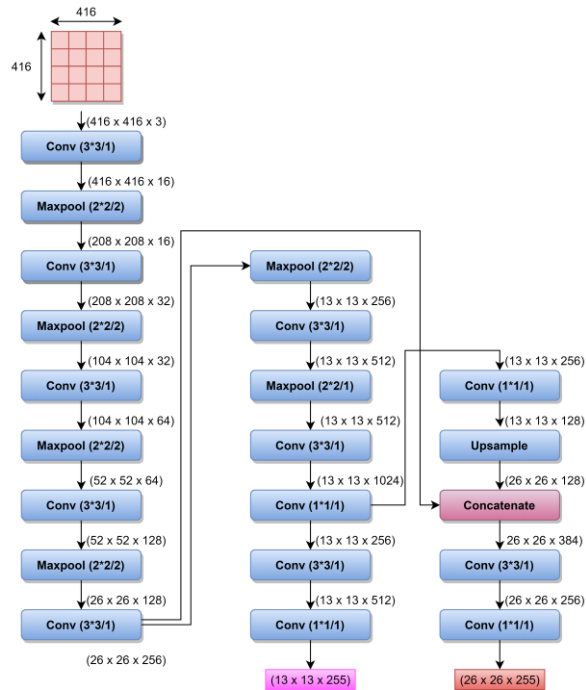 416
416
(416 x 416 x 3)
Conv (3*3/1)
(416 x 416 x 16)
Maxpool (2*2/2)
(208 x 208 x 16)
Conv (3*3/1)
(208 x 208 x 32)
Maxpool (2*2/2)
(104 x 104 x 32)
Conv (3*3/1)
(104 x 104 x 64)
Maxpool (2*2/2)
(52 x 52 x 64)
Conv (3*3/1)
(52 x 52 x 128)
Maxpool (2*2/2)
(26 x 26 x 128)
Conv (3*3/1)
(26 x 26 x 256)
Maxpool (2*2/2)
(13 x 13 x 256)
Conv (3*3/1)
(13 x 13 x 512)
Maxpool (2*2/1)
(13 x 13 x 512)
Conv (3*3/1)
(13 x 13 x 1024)
Conv (1*1/1)
(13 x 13 x 256)
Conv (3*3/1)
(13 x 13 x 512)
Conv (1*1/1)
(13 x 13 x 255)
(13 x 13 x 256)
Conv (1*1/1)
(13 x 13 x 128)
Upsample
(26 x 26 x 128)
Concatenate
26 x 26 x 384)
Conv (3*3/1)
(26 x 26 x 256)
Conv (1*1/1)
(26 x 26 x 255)